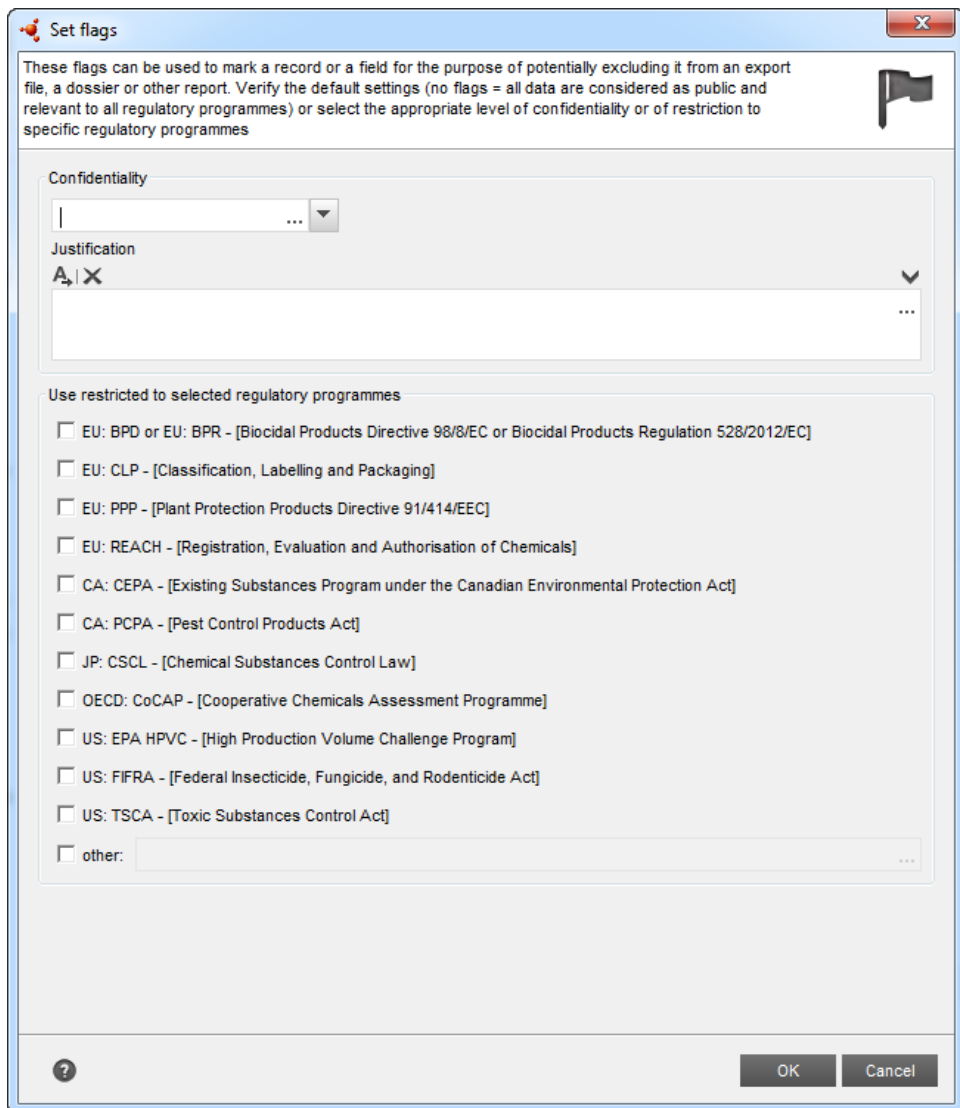 Set flags
These flags can be used to mark a record or a field for the purpose of potentially excluding it from an export
file, a dossier or other report. Verify the default settings (no flags = all data are considered as public and
relevant to all regulatory programmes) or select the appropriate level of confidentiality or of restriction to
specific regulatory programmes
Confidentiality
...
Justification
A
...
Use restricted to selected regulatory programmes
EU: BPD or EU: BPR - [Biocidal Products Directive 98/8/EC or Biocidal Products Regulation 528/2012/EC]
EU: CLP - [Classification, Labelling and Packaging]
EU: PPP - [Plant Protection Products Directive 91/414/EEC]
EU: REACH - [Registration, Evaluation and Authorisation of Chemicals]
CA: CEPA - [Existing Substances Program under the Canadian Environmental Protection Act]
CA: PCPA - [Pest Control Products Act]
JP: CSCL - [Chemical Substances Control Law]
OECD: CoCAP - [Cooperative Chemicals Assessment Programme]
US: EPA HPVC - [High Production Volume Challenge Program]
US: FIFRA - [Federal Insecticide, Fungicide, and Rodenticide Act]
US: TSCA - [Toxic Substances Control Act]
other: ...
? OK Cancel